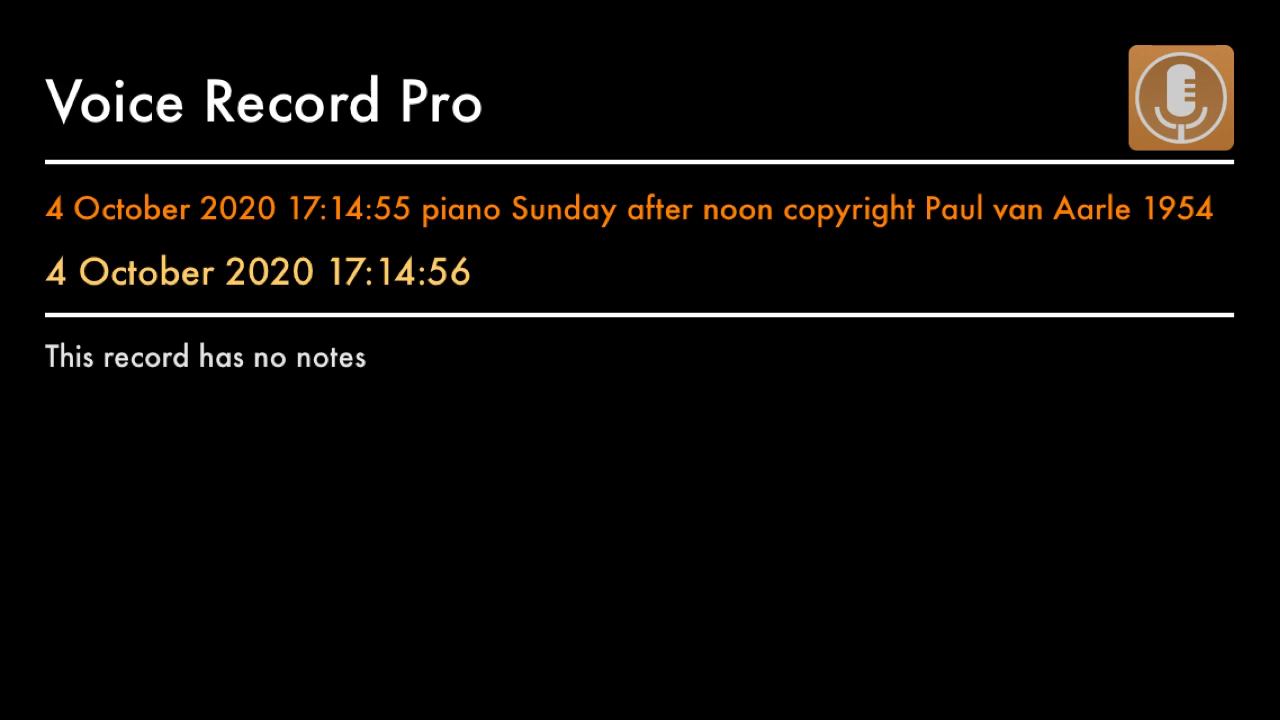 Voice Record Pro
4 October 2020 17:14:55 piano Sunday after noon copyright Paul van Aarle 1954
4 October 2020 17:14:56
This record has no notes